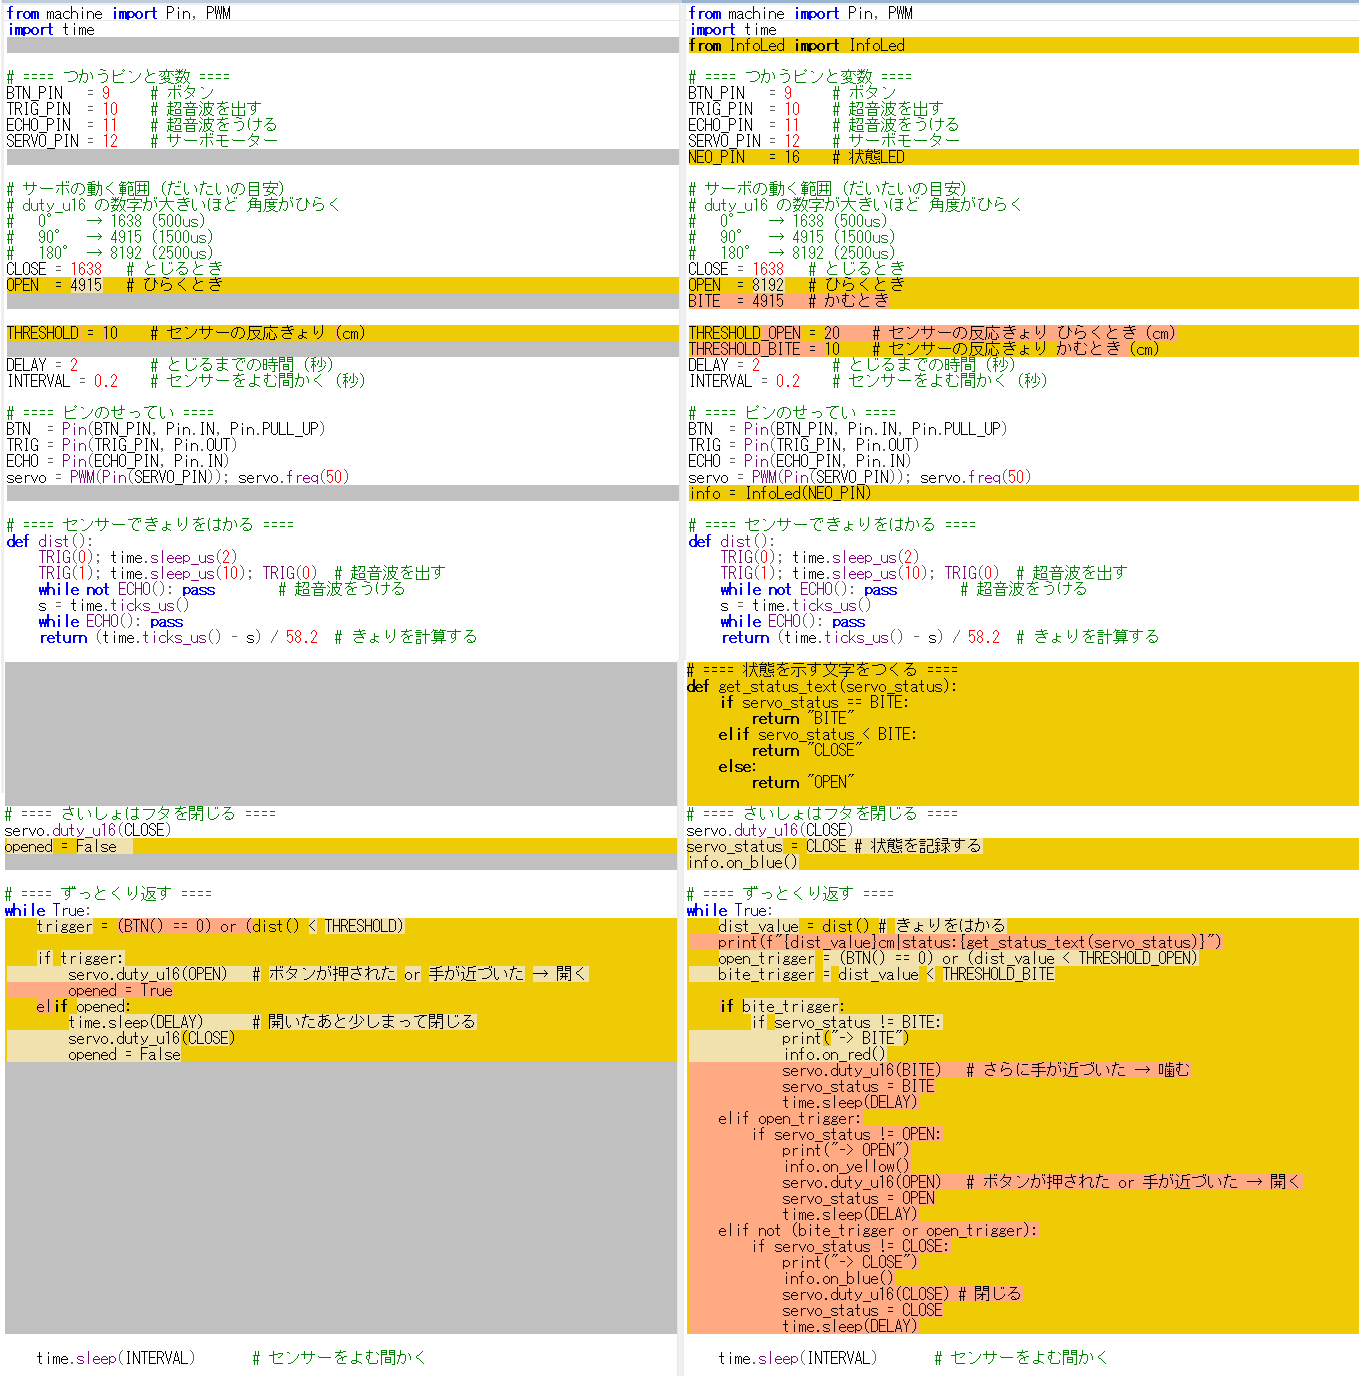 from machine import Pin, PWM
import time

# ==== つかうピンと変数 ====
BTN_PIN   = 9     # ボタン
TRIG_PIN  = 10    # 超音波を出す
ECHO_PIN  = 11    # 超音波をうける
SERVO_PIN = 12    # サーボモーター

# サーボの動く範囲 (だいたいの目安)
# duty_u16 の数字が大きいほど 角度がひらく
#   0°   → 1638 (500us)
#   90°  → 4915 (1500us)
#   180° → 8192 (2500us)
CLOSE = 1638   # とじるとき
OPEN  = 4915   # ひらくとき

THRESHOLD = 10    # センサーの反応きょり (cm)

DELAY = 2         # とじるまでの時間 (秒)
INTERVAL = 0.2    # センサーをよむ間かく (秒)

# ==== ピンのせってい ====
BTN  = Pin(BTN_PIN, Pin.IN, Pin.PULL_UP)
TRIG = Pin(TRIG_PIN, Pin.OUT)
ECHO = Pin(ECHO_PIN, Pin.IN)
servo = PWM(Pin(SERVO_PIN)); servo.freq(50)

# ==== センサーできょりをはかる ====
def dist():
    TRIG(0); time.sleep_us(2)
    TRIG(1); time.sleep_us(10); TRIG(0)  # 超音波を出す
    while not ECHO(): pass        # 超音波をうける
    s = time.ticks_us()
    while ECHO(): pass
    return (time.ticks_us() - s) / 58.2  # きょりを計算する

# ==== さいしょはフタを閉じる ====
servo.duty_u16(CLOSE)
opened = False

# ==== ずっとくり返す ====
while True:
    trigger = (BTN() == 0) or (dist() < THRESHOLD)

    if trigger:
        servo.duty_u16(OPEN)   # ボタンが押された or 手が近づいた → 開く
        opened = True
    elif opened:
        time.sleep(DELAY)      # 開いたあと少しまって閉じる
        servo.duty_u16(CLOSE)
        opened = False

    time.sleep(INTERVAL)       # センサーをよむ間かく

from machine import Pin, PWM
import time
from InfoLed import InfoLed

# ==== つかうピンと変数 ====
BTN_PIN   = 9     # ボタン
TRIG_PIN  = 10    # 超音波を出す
ECHO_PIN  = 11    # 超音波をうける
SERVO_PIN = 12    # サーボモーター
NEO_PIN   = 16    # 状態LED

# サーボの動く範囲 (だいたいの目安)
# duty_u16 の数字が大きいほど 角度がひらく
#   0°   → 1638 (500us)
#   90°  → 4915 (1500us)
#   180° → 8192 (2500us)
CLOSE = 1638   # とじるとき
OPEN  = 8192   # ひらくとき
BITE  = 4915   # かむとき

THRESHOLD_OPEN = 20    # センサーの反応きょり ひらくとき (cm)
THRESHOLD_BITE = 10    # センサーの反応きょり かむとき (cm)
DELAY = 2         # とじるまでの時間 (秒)
INTERVAL = 0.2    # センサーをよむ間かく (秒)

# ==== ピンのせってい ====
BTN  = Pin(BTN_PIN, Pin.IN, Pin.PULL_UP)
TRIG = Pin(TRIG_PIN, Pin.OUT)
ECHO = Pin(ECHO_PIN, Pin.IN)
servo = PWM(Pin(SERVO_PIN)); servo.freq(50)
info = InfoLed(NEO_PIN)

# ==== センサーできょりをはかる ====
def dist():
    TRIG(0); time.sleep_us(2)
    TRIG(1); time.sleep_us(10); TRIG(0)  # 超音波を出す
    while not ECHO(): pass        # 超音波をうける
    s = time.ticks_us()
    while ECHO(): pass
    return (time.ticks_us() - s) / 58.2  # きょりを計算する

# ==== 状態を示す文字をつくる ====
def get_status_text(servo_status):
    if servo_status == BITE:
        return "BITE"
    elif servo_status < BITE:
        return "CLOSE"
    else:
        return "OPEN"

# ==== さいしょはフタを閉じる ====
servo.duty_u16(CLOSE)
servo_status = CLOSE # 状態を記録する
info.on_blue()

# ==== ずっとくり返す ====
while True:
    dist_value = dist() # きょりをはかる
    print(f"{dist_value}cm|status:{get_status_text(servo_status)}")
    open_trigger = (BTN() == 0) or (dist_value < THRESHOLD_OPEN)
    bite_trigger = dist_value < THRESHOLD_BITE

    if bite_trigger:
        if servo_status != BITE:
            print("-> BITE")
            info.on_red()
            servo.duty_u16(BITE)   # さらに手が近づいた → 噛む
            servo_status = BITE
            time.sleep(DELAY)
    elif open_trigger:
        if servo_status != OPEN:
            print("-> OPEN")
            info.on_yellow()
            servo.duty_u16(OPEN)   # ボタンが押された or 手が近づいた → 開く
            servo_status = OPEN
            time.sleep(DELAY)
    elif not (bite_trigger or open_trigger):
        if servo_status != CLOSE:
            print("-> CLOSE")
            info.on_blue()
            servo.duty_u16(CLOSE) # 閉じる
            servo_status = CLOSE
            time.sleep(DELAY)

    time.sleep(INTERVAL)       # センサーをよむ間かく